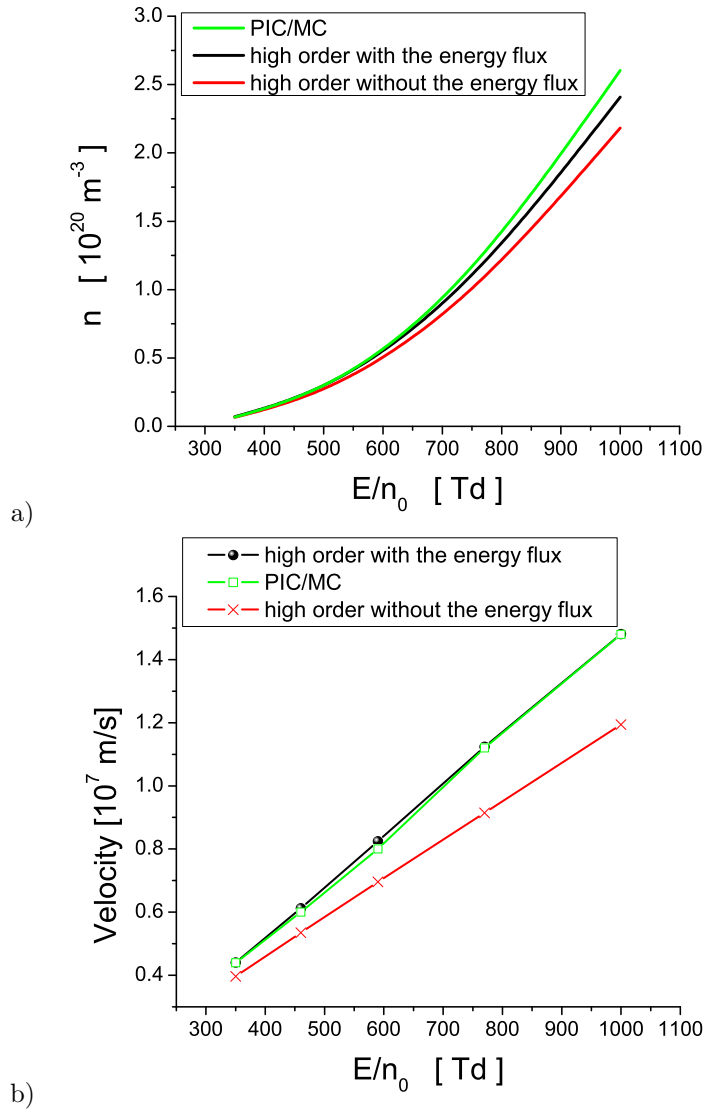 PIC/MC
high order with the energy flux
high order without the energy flux
3.0
2.5
2.0
1.5
1.0
0.5
0.0
n [ 10^20 m^-3 ]
300 400 500 600 700 800 900 1000 1100
E/n_0 [ Td ]
a)
high order with the energy flux
PIC/MC
high order without the energy flux
1.6
1.4
1.2
1.0
0.8
0.6
0.4
Velocity [10^7 m/s]
300 400 500 600 700 800 900 1000 1100
E/n_0 [ Td ]
b)